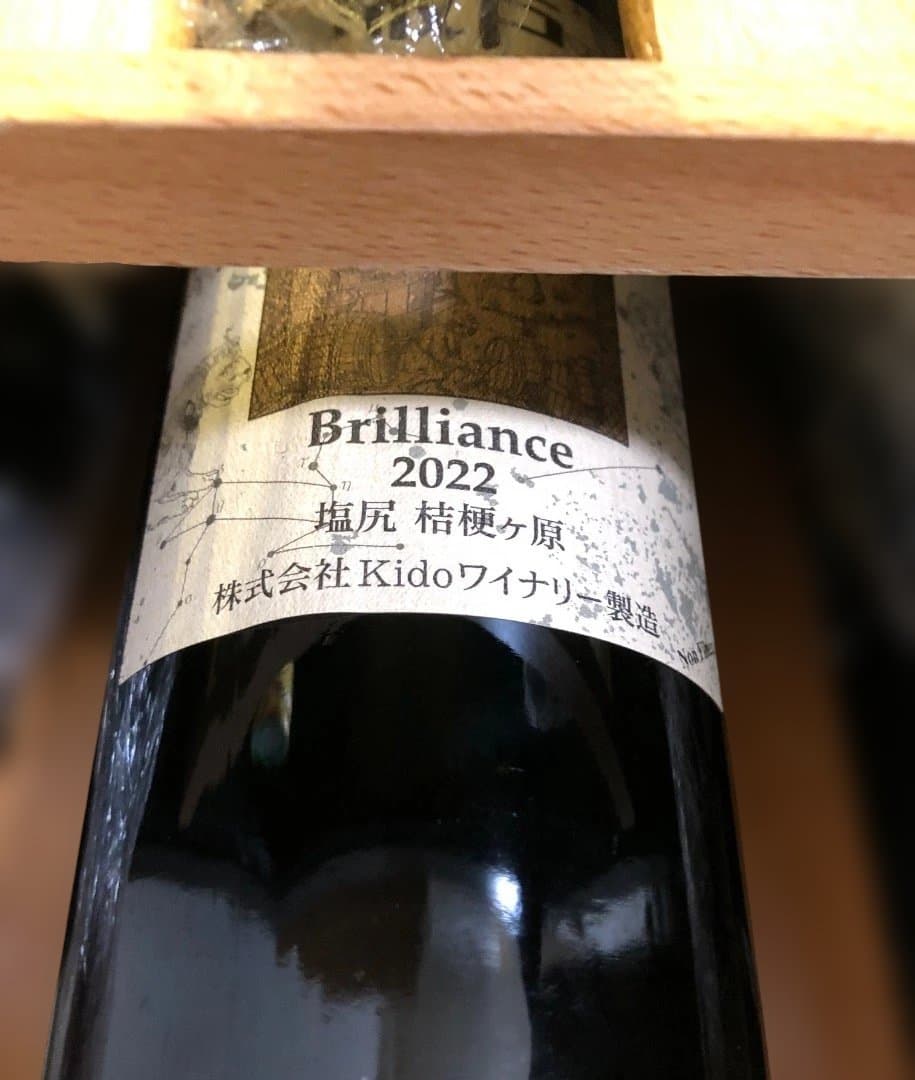 Brilliance
2022
塩尻 桔梗ヶ原
株式会社Kidoワイナリー製造
Non